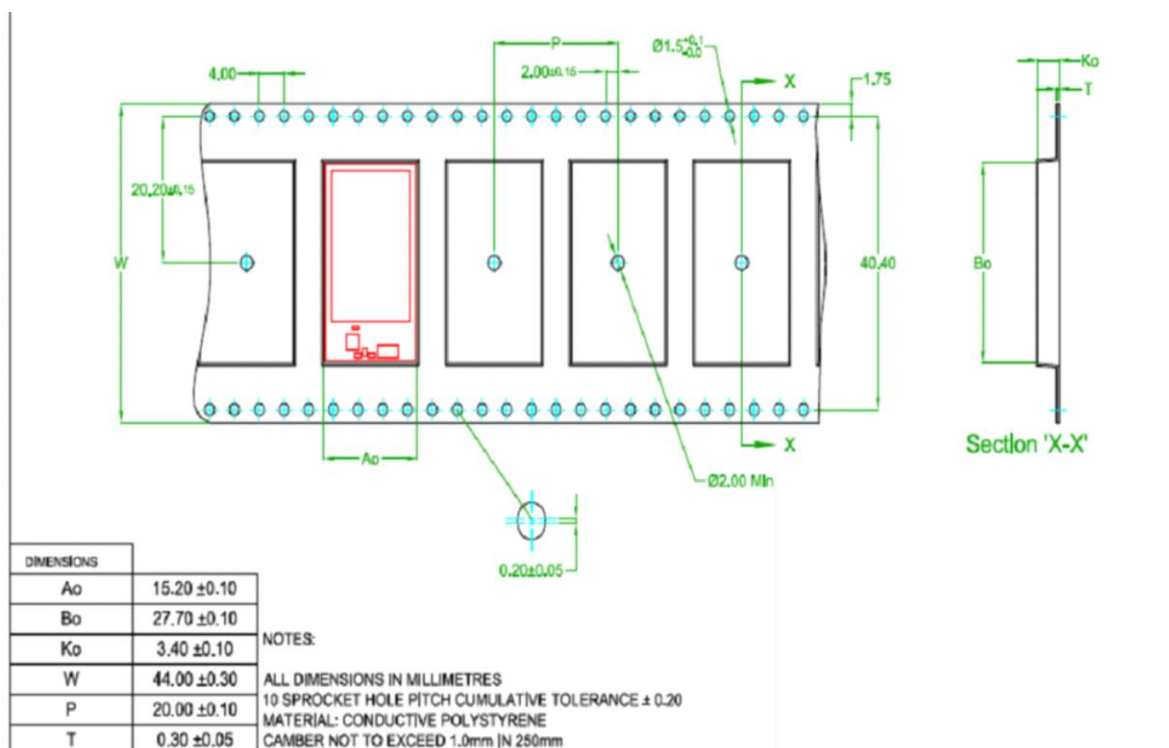 P
Ø1.5+0.1
-0.0
Ko
4.00
2.00±0.15
X
1.75
T
20.20±0.15
W
40.40
Bo
X
Ao
Section 'X-X'
Ø2.00 Min
0.20±0.05
DIMENSIONS
Ao 15.20 ±0.10
Bo 27.70 ±0.10
Ko 3.40 ±0.10
W 44.00 ±0.30
P 20.00 ±0.10
T 0.30 ±0.05
NOTES:
ALL DIMENSIONS IN MILLIMETRES
10 SPROCKET HOLE PITCH CUMULATIVE TOLERANCE ± 0.20
MATERIAL: CONDUCTIVE POLYSTYRENE
CAMBER NOT TO EXCEED 1.0mm IN 250mm